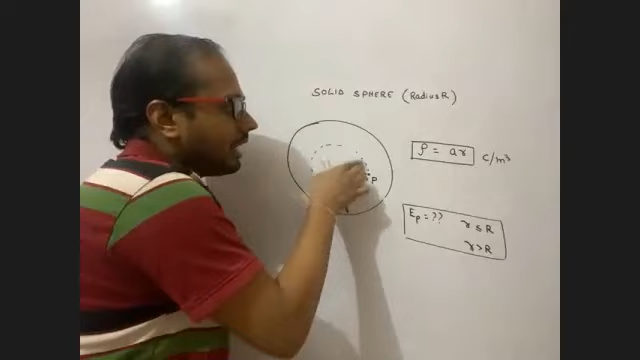 SOLID SPHERE (RadiusR)
ρ = ar C/m³
P
Ep = ?? r ≤ R
r > R